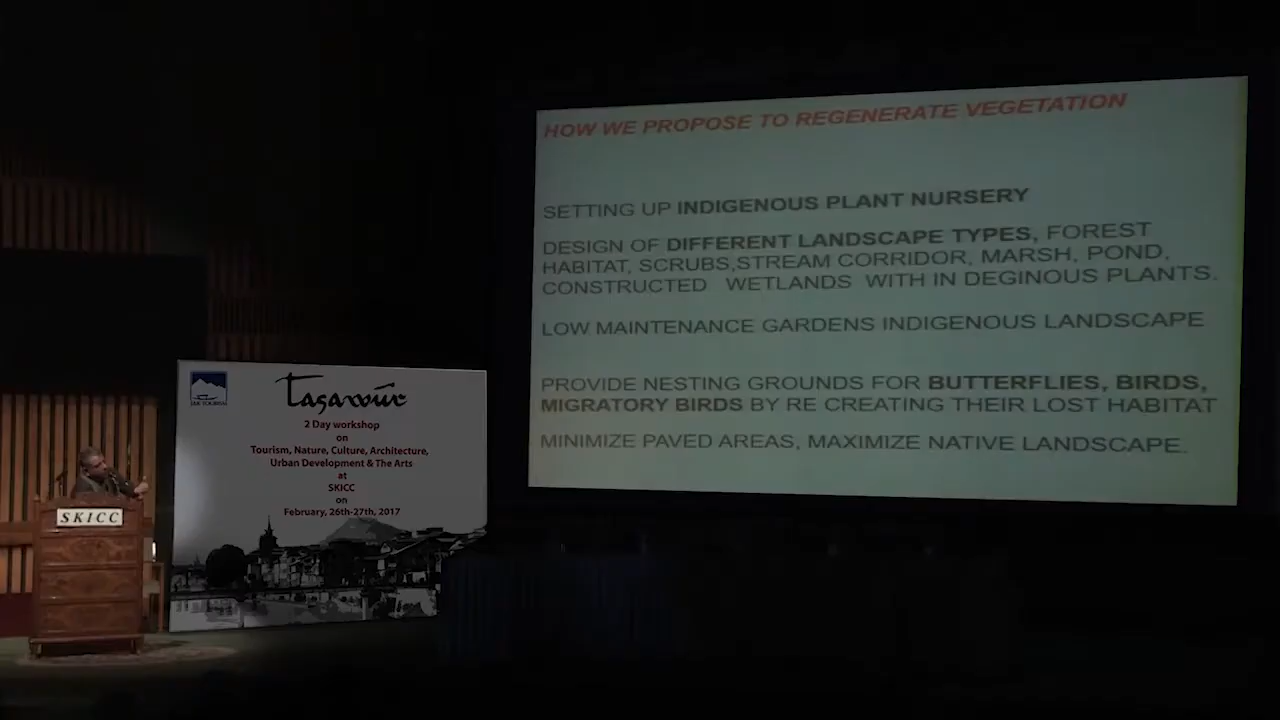 HOW WE PROPOSE TO REGENERATE VEGETATION
SETTING UP INDIGENOUS PLANT NURSERY
DESIGN OF DIFFERENT LANDSCAPE TYPES, FOREST
HABITAT, SCRUBS,STREAM CORRIDOR, MARSH, POND,
CONSTRUCTED WETLANDS WITH IN DEGINOUS PLANTS.
LOW MAINTENANCE GARDENS INDIGENOUS LANDSCAPE
PROVIDE NESTING GROUNDS FOR BUTTERFLIES, BIRDS,
MIGRATORY BIRDS BY RE CREATING THEIR LOST HABITAT
MINIMIZE PAVED AREAS, MAXIMIZE NATIVE LANDSCAPE.
J&K TOURISM
Tasawwur
2 Day workshop
on
Tourism, Nature, Culture, Architecture,
Urban Development & The Arts
at
SKICC
on
February, 26th-27th, 2017
SKICC